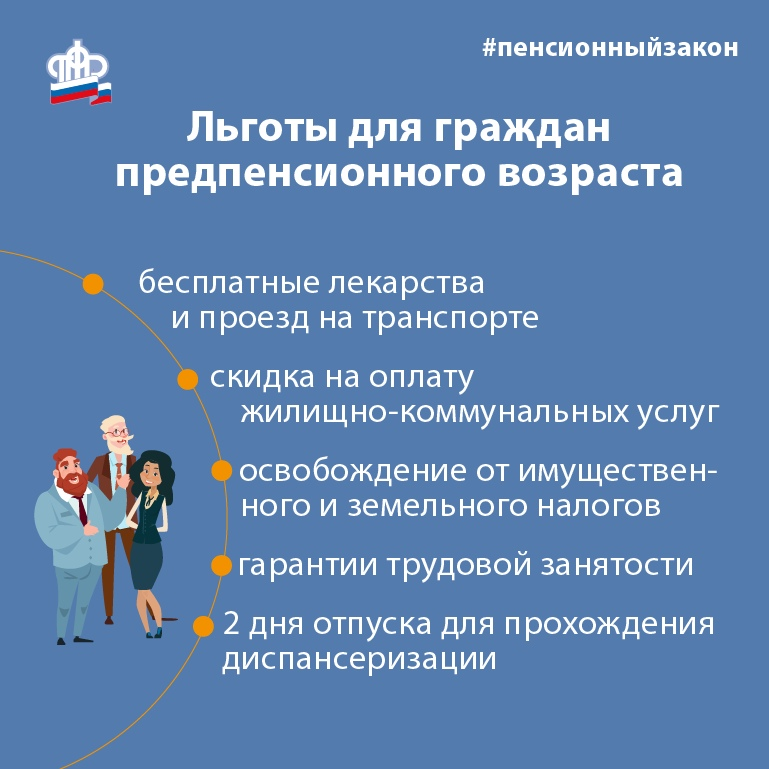 #пенсионныйзакон
Льготы для граждан
предпенсионного возраста
бесплатные лекарства
и проезд на транспорте
скидка на оплату
жилищно-коммунальных услуг
освобождение от имуществен-
ного и земельного налогов
гарантии трудовой занятости
2 дня отпуска для прохождения
диспансеризации